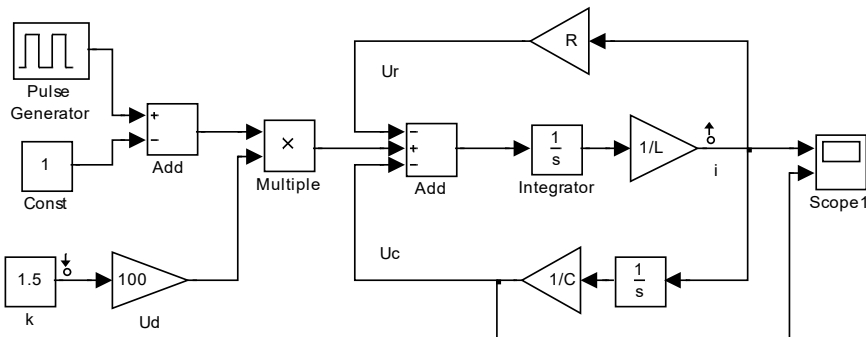 Pulse
Generator
1
Const
+
−
Add
×
Multiple
1.5
k
100
Ud
Ur
R
−
+
−
Add
1
s
Integrator
1/L
i
Scope1
Uc
1/C
1
s